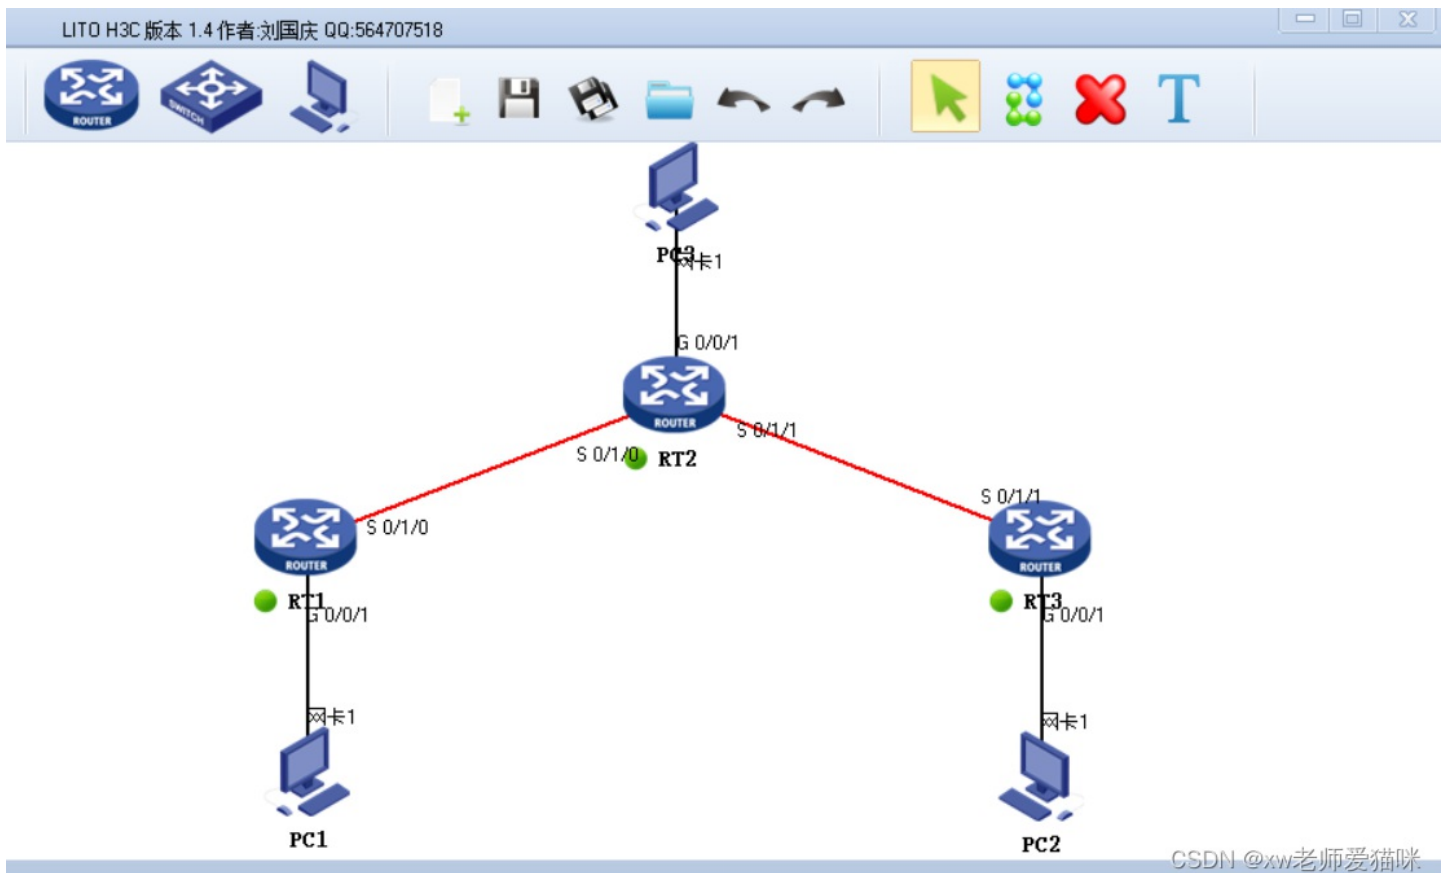 LITO H3C 版本 1.4 作者:刘国庆 QQ:564707518
ROUTER
SWITCH
T
PC3
网卡1
G 0/0/1
ROUTER
S 0/1/0
RT2
S 0/1/1
S 0/1/0
ROUTER
RT1
G 0/0/1
S 0/1/1
ROUTER
RT3
G 0/0/1
网卡1
PC1
网卡1
PC2
CSDN @xw老师爱猫咪